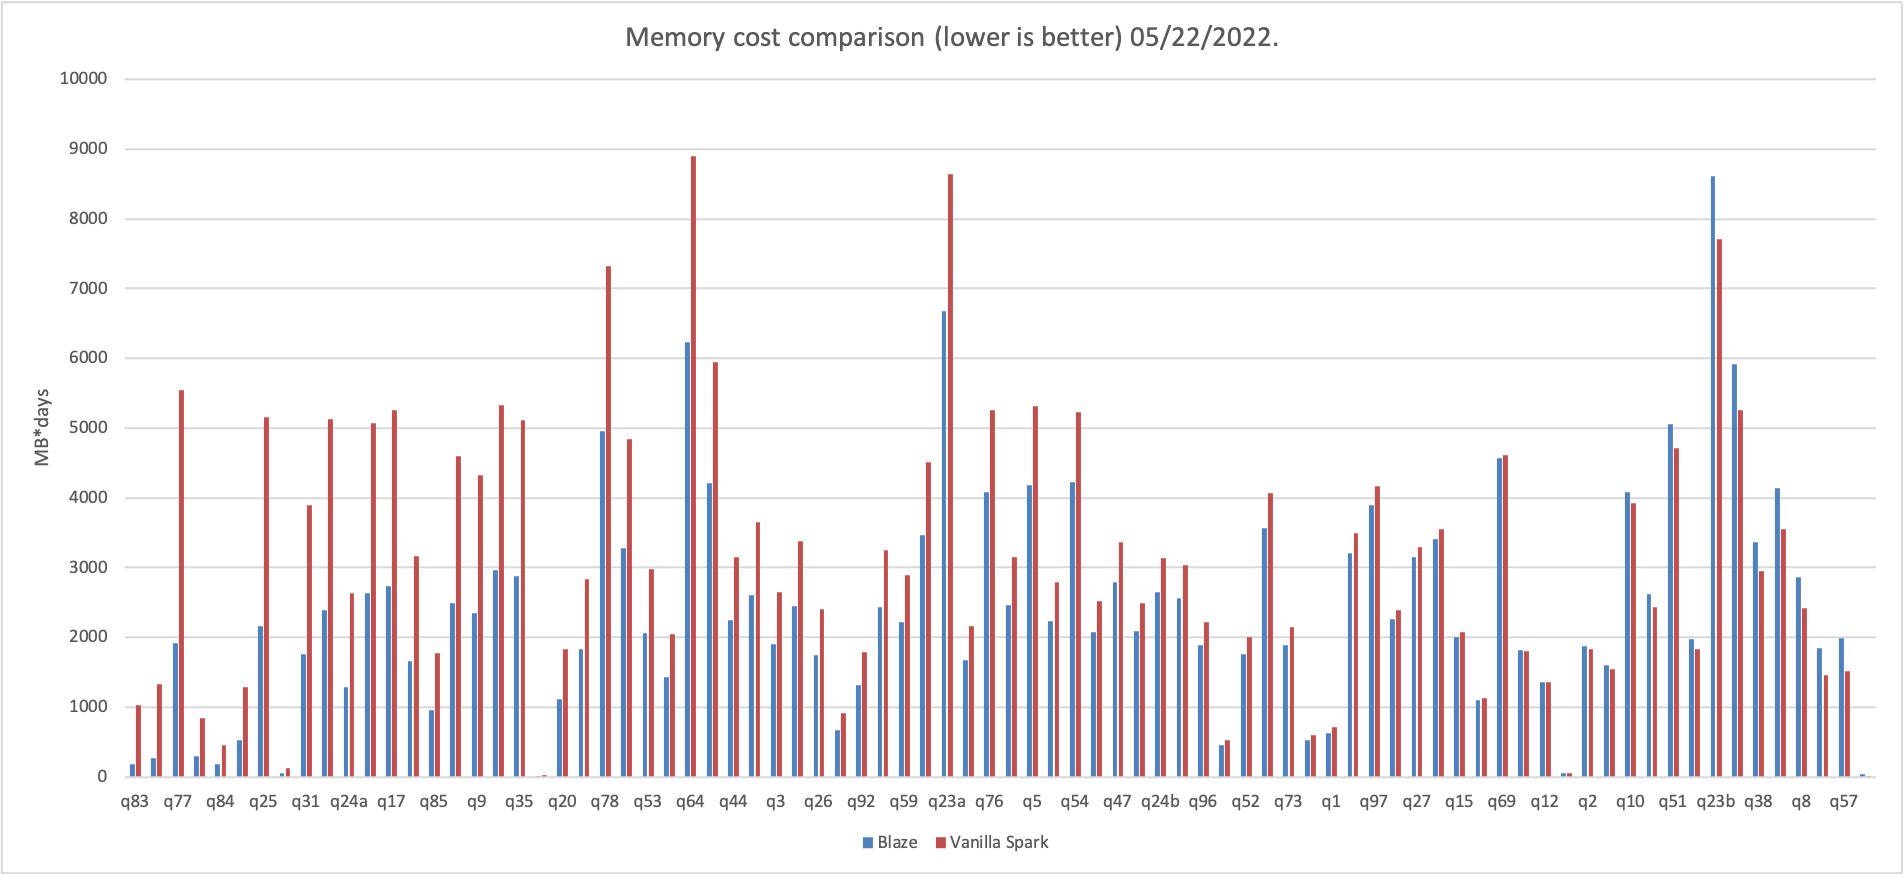 Memory cost comparison (lower is better) 05/22/2022.
10000
9000
8000
7000
6000
5000
4000
3000
2000
1000
0
MB*days
q83 q77 q84 q25 q31 q24a q17 q85 q9 q35 q20 q78 q53 q64 q44 q3 q26 q92 q59 q23a q76 q5 q54 q47 q24b q96 q52 q73 q1 q97 q27 q15 q69 q12 q2 q10 q51 q23b q38 q8 q57
Blaze Vanilla Spark